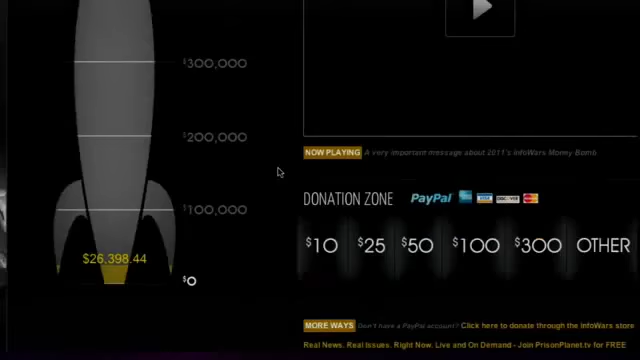 $300,000
$200,000
$100,000
$26,398.44
$0
NOW PLAYING A very important message about 2011's InfoWars Money Bomb
DONATION ZONE PayPal VISA DISCOVER
$10 $25 $50 $100 $300 OTHER
MORE WAYS Don't have a PayPal account? Click here to donate through the Infowars store
Real News. Real Issues. Right Now. Live and On Demand - Join PrisonPlanet.tv for FREE